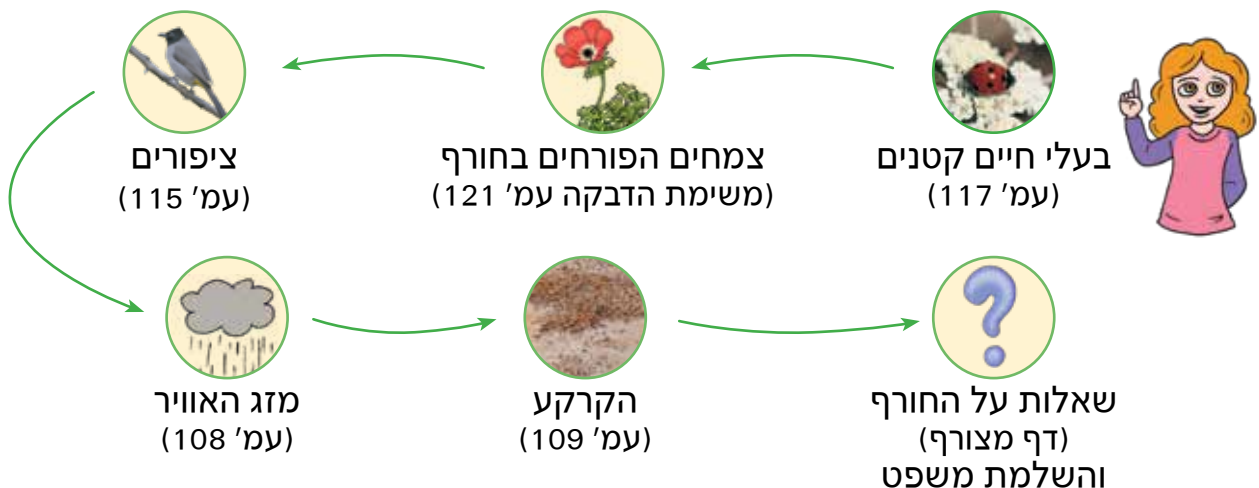 בעלי חיים קטנים
(עמ' 117)
צמחים הפורחים בחורף
(משימת הדבקה עמ' 121)
ציפורים
(עמ' 115)
מזג האוויר
(עמ' 108)
הקרקע
(עמ' 109)
שאלות על החורף
(דף מצורף)
והשלמת משפט